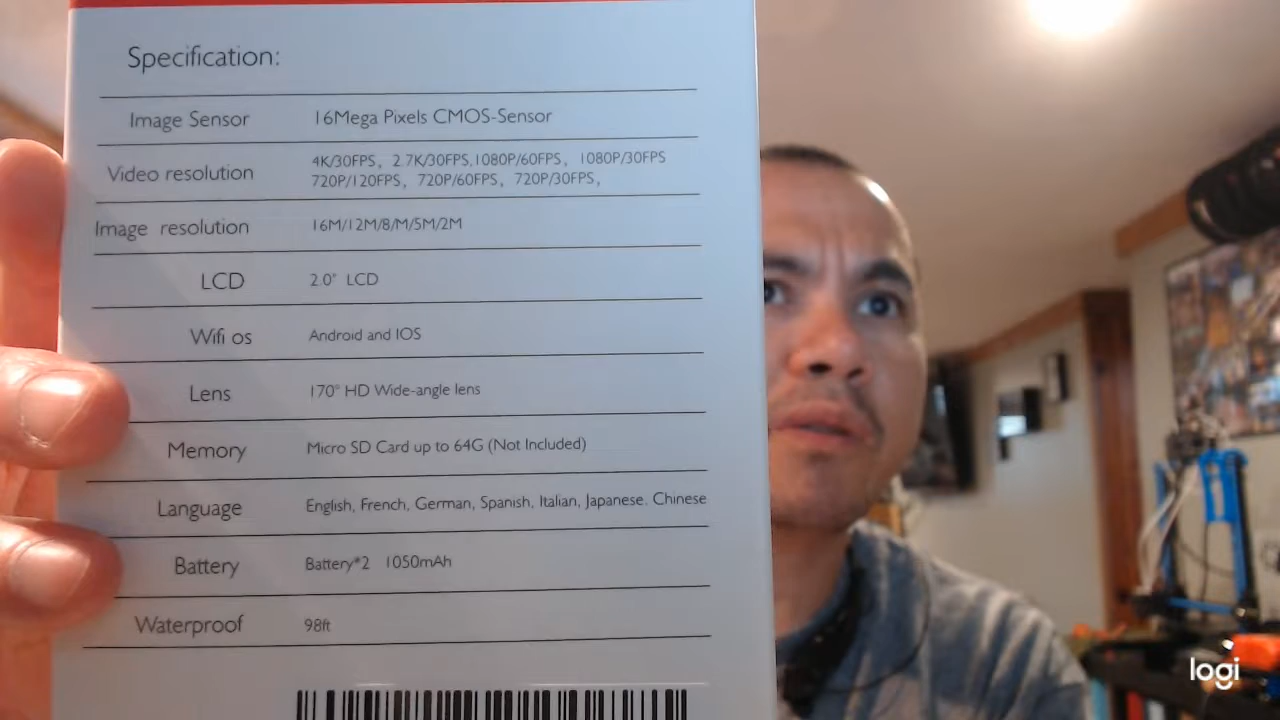 Specification:
Image Sensor 16Mega Pixels CMOS-Sensor
Video resolution 4K/30FPS, 2.7K/30FPS,1080P/60FPS, 1080P/30FPS
720P/120FPS, 720P/60FPS, 720P/30FPS,
Image resolution 16M/12M/8/M/5M/2M
LCD 2.0" LCD
Wifi os Android and IOS
Lens 170° HD Wide-angle lens
Memory Micro SD Card up to 64G (Not Included)
Language English, French, German, Spanish, Italian, Japanese. Chinese
Battery Battery*2 1050mAh
Waterproof 98ft
logi